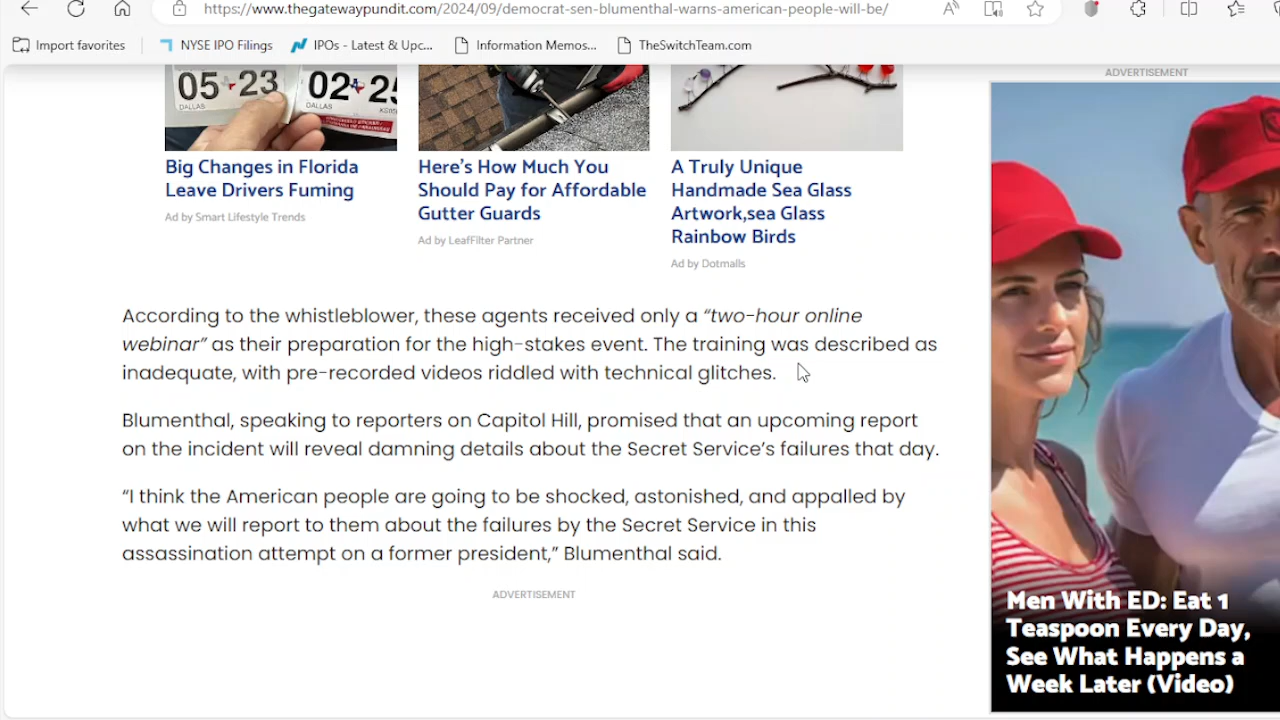 https://www.thegatewaypundit.com/2024/09/democrat-sen-blumenthal-warns-american-people-will-be/
Import favorites
NYSE IPO Filings
IPOs - Latest & Upc...
Information Memos...
TheSwitchTeam.com
ADVERTISEMENT
05 23
DALLAS
02 25
DALLAS
Big Changes in Florida
Leave Drivers Fuming
Ad by Smart Lifestyle Trends
Here's How Much You
Should Pay for Affordable
Gutter Guards
Ad by LeafFilter Partner
A Truly Unique
Handmade Sea Glass
Artwork,sea Glass
Rainbow Birds
Ad by Dotmalls
According to the whistleblower, these agents received only a “two-hour online
webinar” as their preparation for the high-stakes event. The training was described as
inadequate, with pre-recorded videos riddled with technical glitches.
Blumenthal, speaking to reporters on Capitol Hill, promised that an upcoming report
on the incident will reveal damning details about the Secret Service’s failures that day.
“I think the American people are going to be shocked, astonished, and appalled by
what we will report to them about the failures by the Secret Service in this
assassination attempt on a former president,” Blumenthal said.
ADVERTISEMENT
Men With ED: Eat 1
Teaspoon Every Day,
See What Happens a
Week Later (Video)